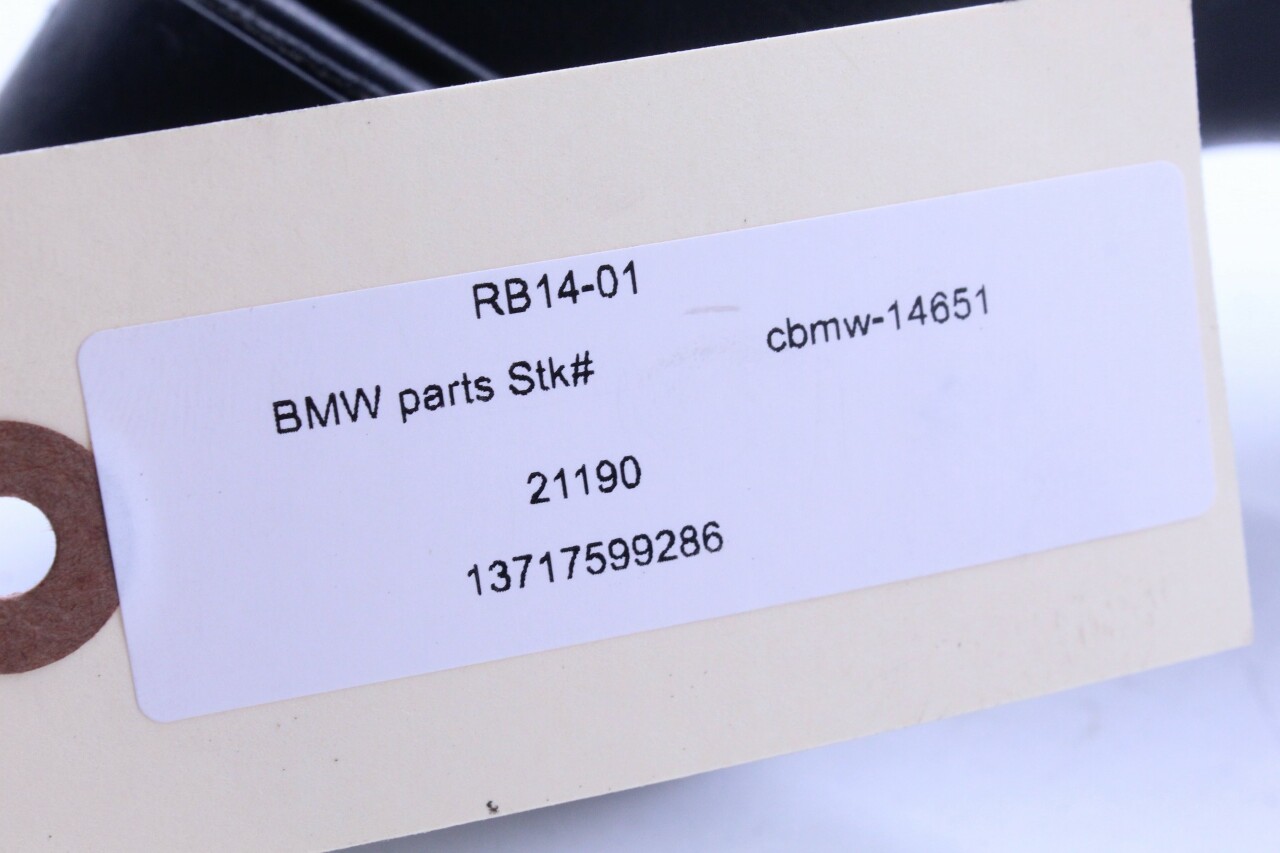 RB14-01
BMW parts Stk# cbmw-14651
21190
13717599286